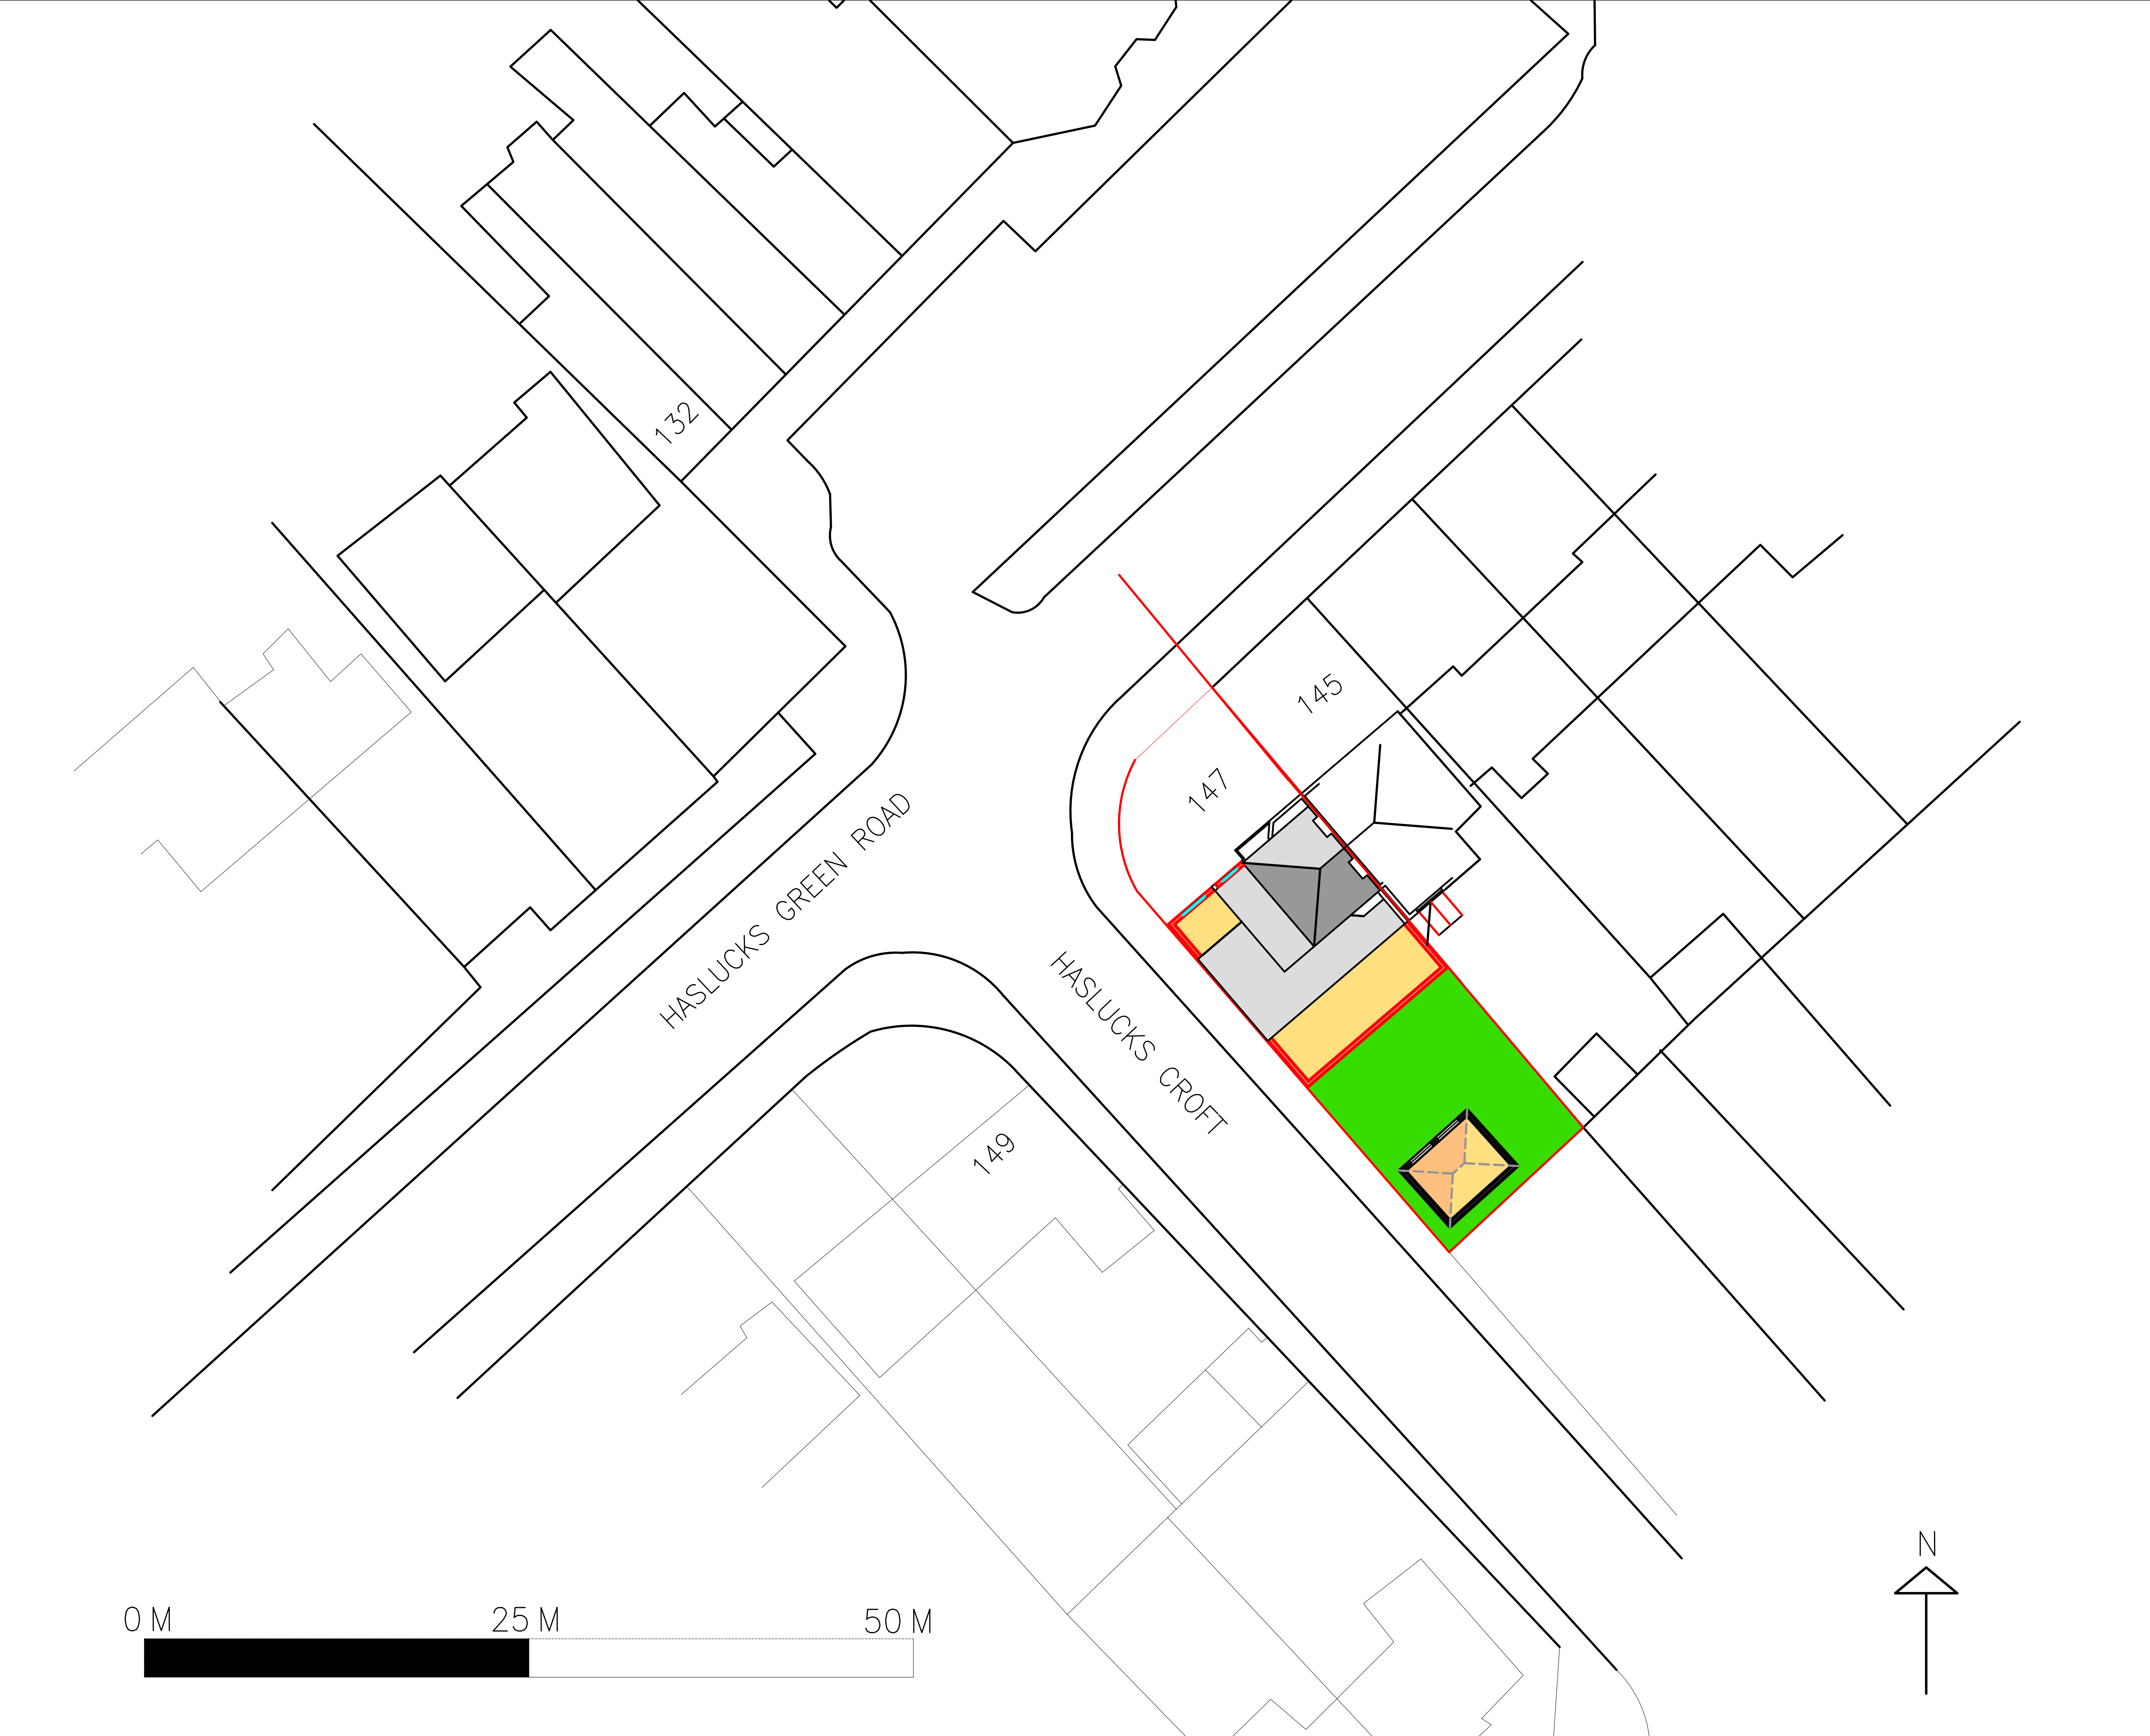 132
145
147
HASLUCKS GREEN ROAD
HASLUCKS CROFT
149
N
0 M 25 M 50 M